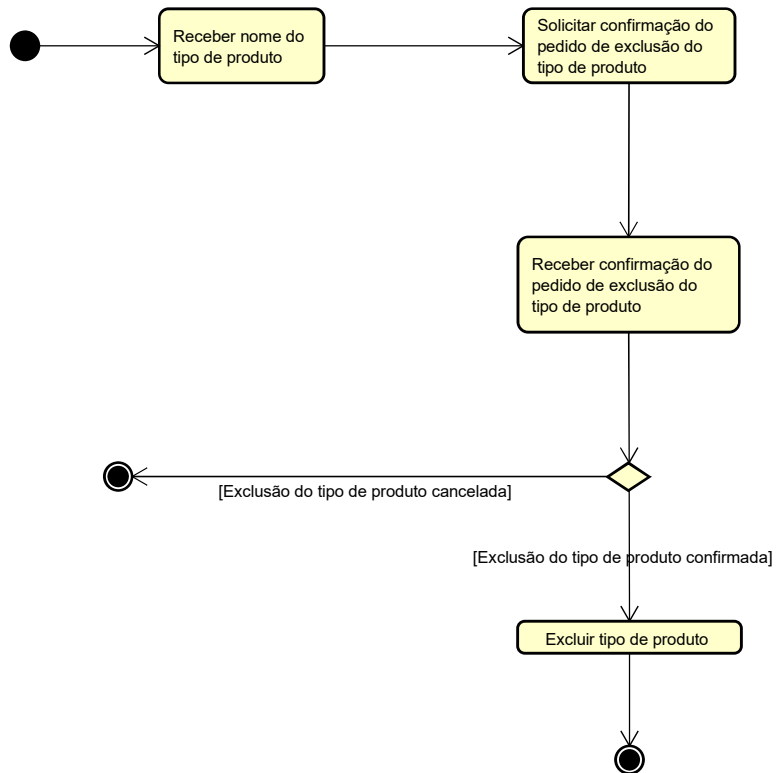 Receber nome do
tipo de produto
Solicitar confirmação do
pedido de exclusão do
tipo de produto
Receber confirmação do
pedido de exclusão do
tipo de produto
[Exclusão do tipo de produto cancelada]
[Exclusão do tipo de produto confirmada]
Excluir tipo de produto